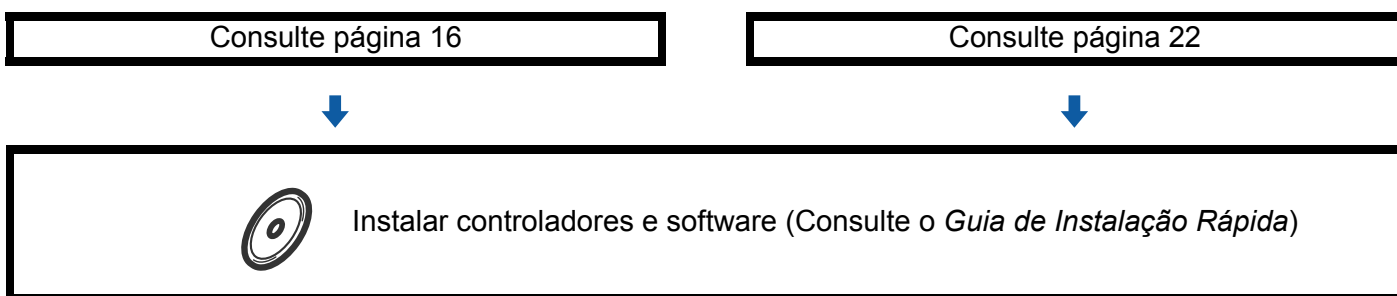 Consulte página 16
Consulte página 22
Instalar controladores e software (Consulte o Guia de Instalação Rápida)